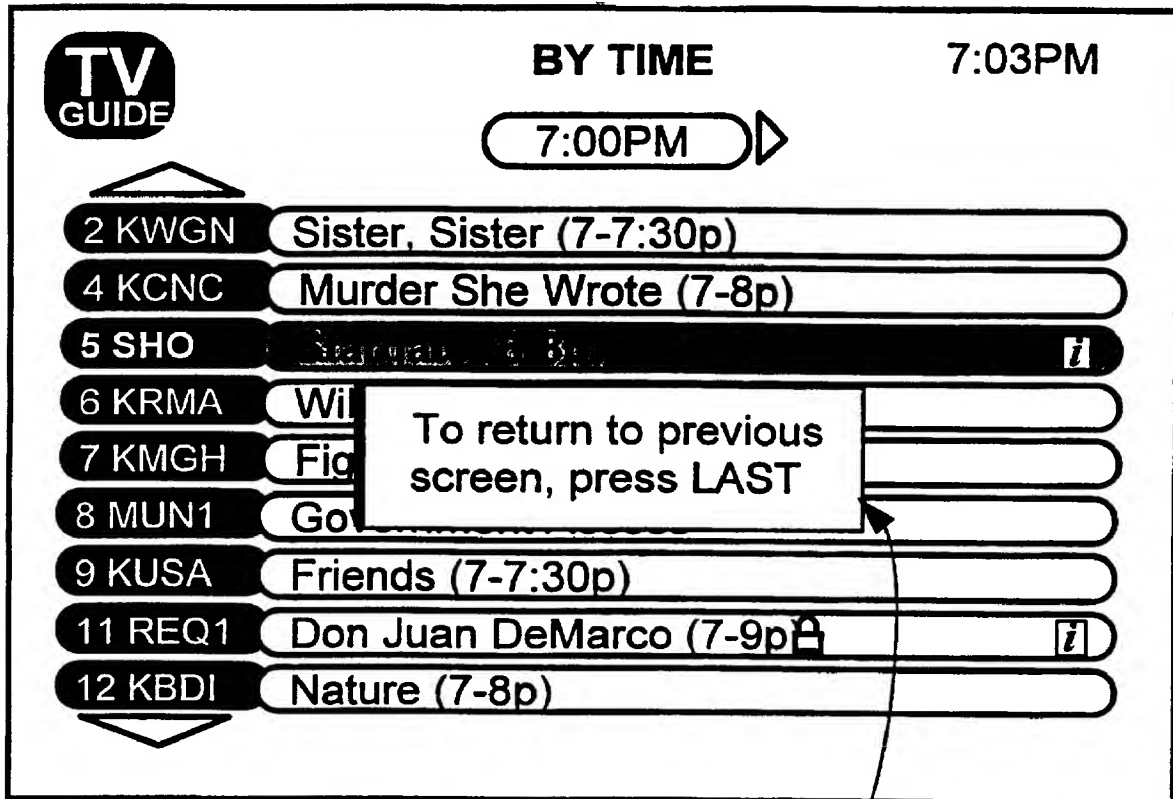 TV
GUIDE
BY TIME
7:03PM
7:00PM
2 KWGN Sister, Sister (7-7:30p)
4 KCNC Murder She Wrote (7-8p)
5 SHO i
6 KRMA Wil
7 KMGH Fig
To return to previous
screen, press LAST
8 MUN1
9 KUSA Friends (7-7:30p)
11 REQ1 Don Juan DeMarco (7-9p i
12 KBDI Nature (7-8p)